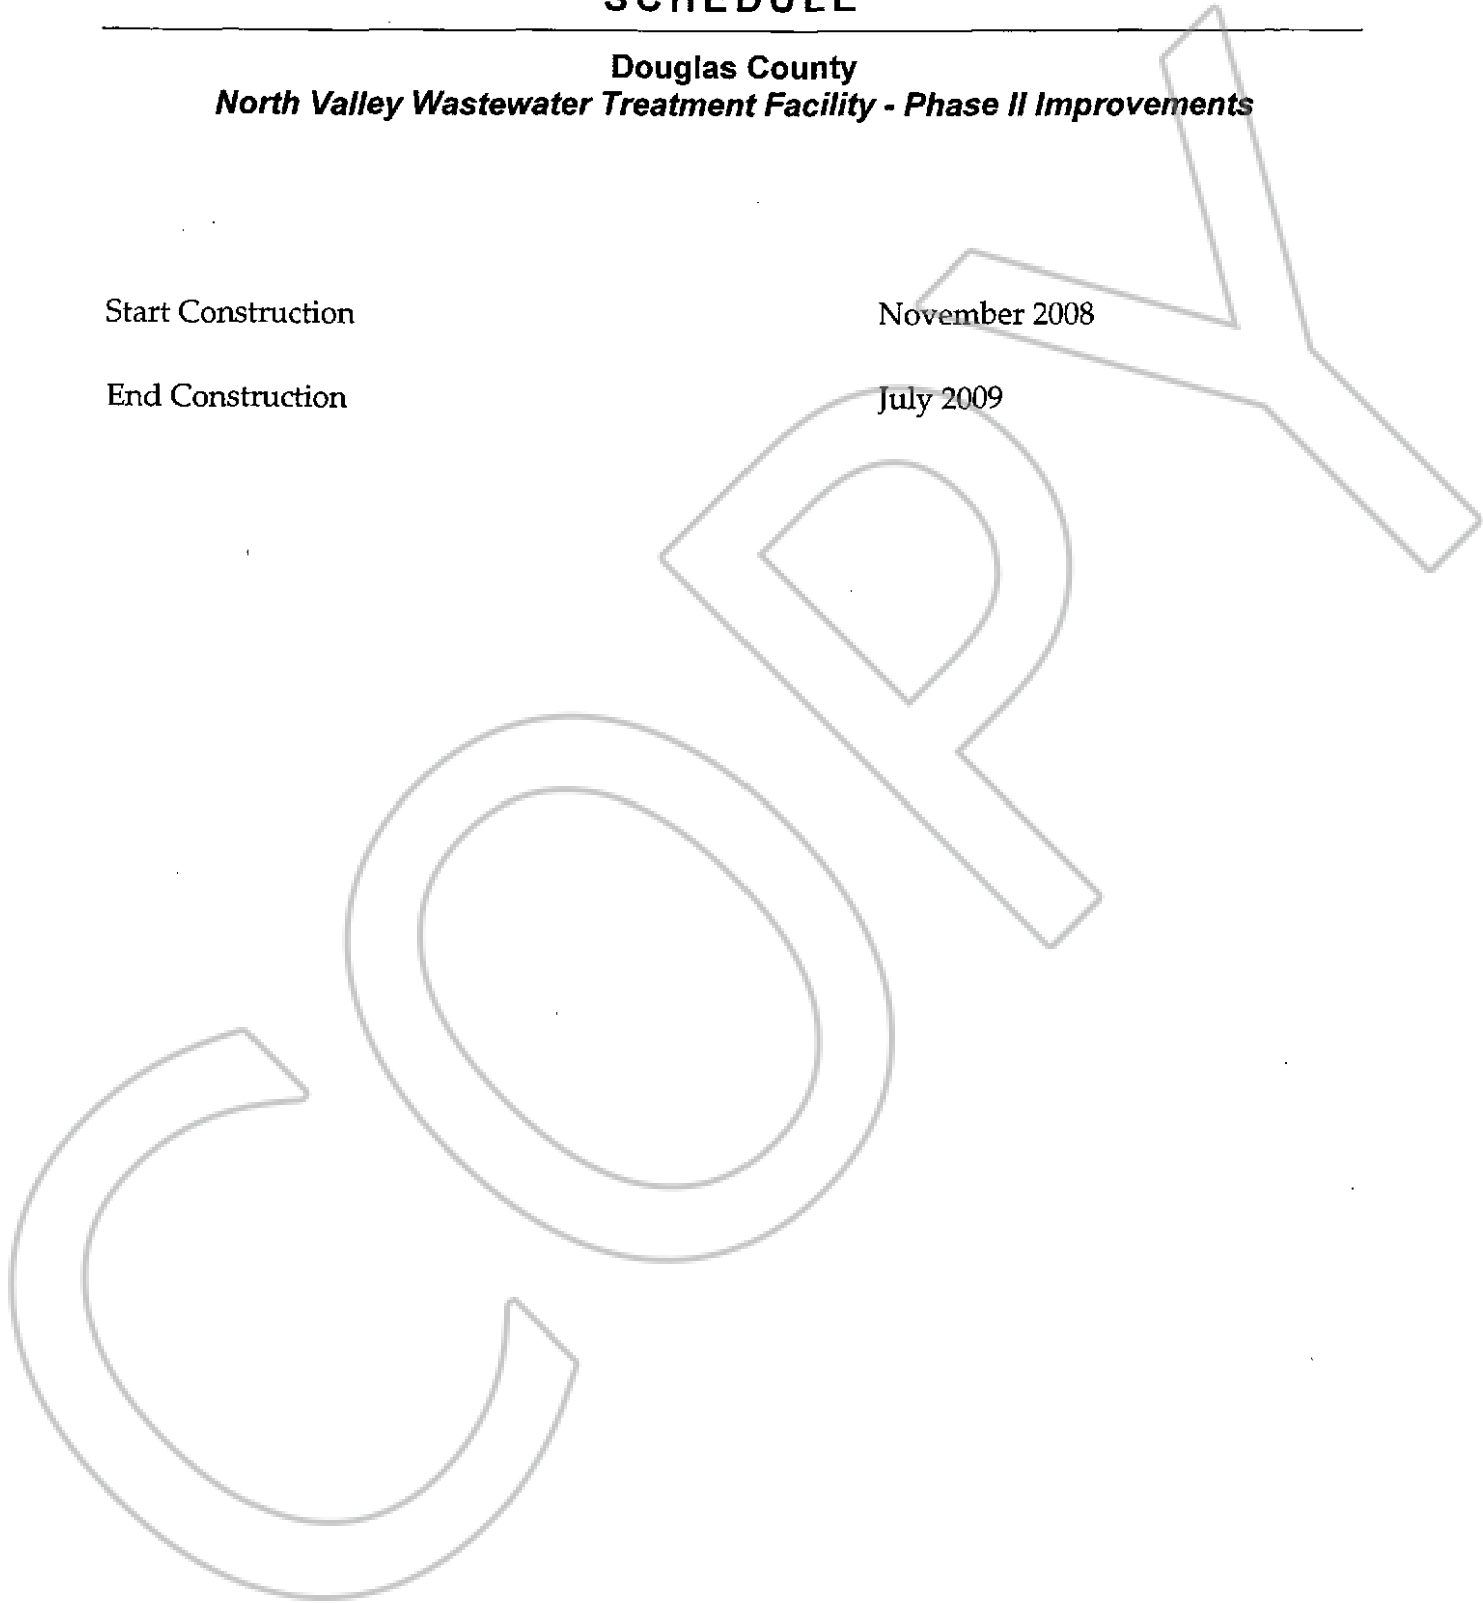 SCHEDULE
Douglas County
North Valley Wastewater Treatment Facility - Phase II Improvements
Start Construction November 2008
End Construction July 2009
COPY